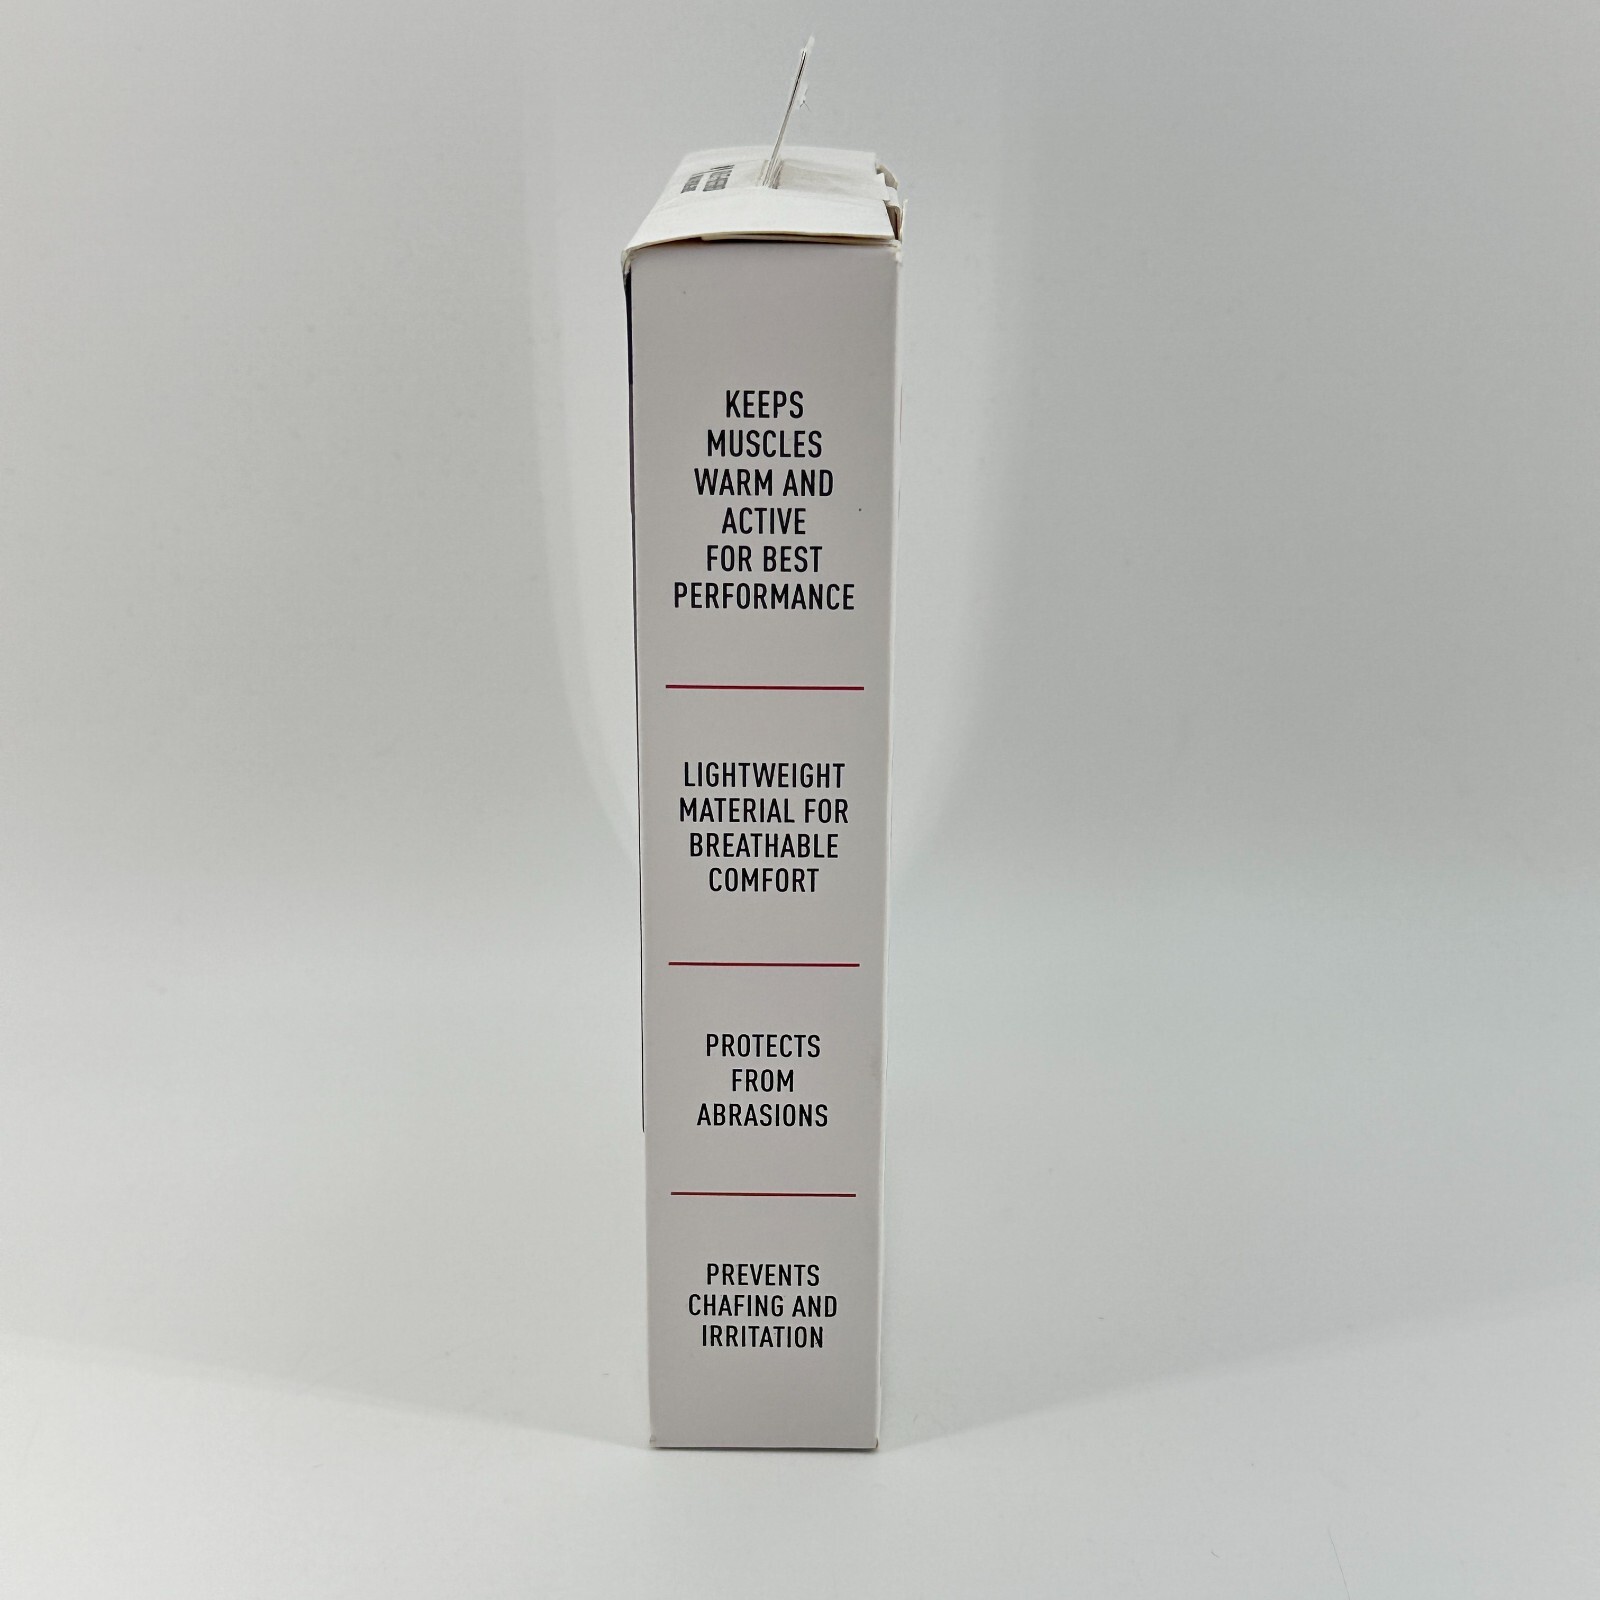 KEEPS
MUSCLES
WARM AND
ACTIVE
FOR BEST
PERFORMANCE
LIGHTWEIGHT
MATERIAL FOR
BREATHABLE
COMFORT
PROTECTS
FROM
ABRASIONS
PREVENTS
CHAFING AND
IRRITATION